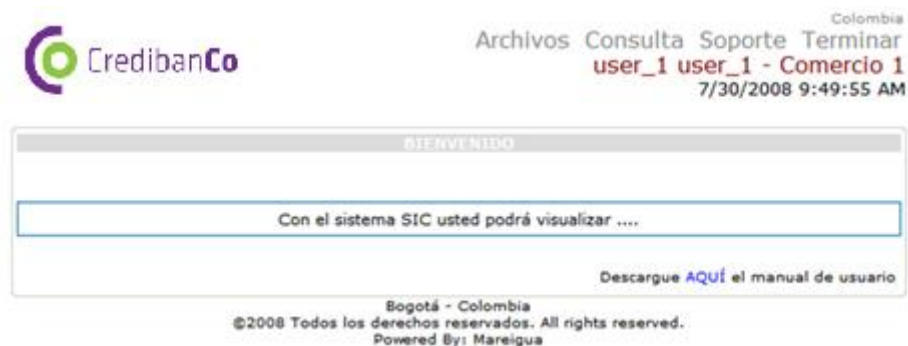 Colombia
CredibanCo
Archivos Consulta Soporte Terminar
user_1 user_1 - Comercio 1
7/30/2008 9:49:55 AM
BIENVENIDO
Con el sistema SIC usted podrá visualizar ....
Descargue AQUÍ el manual de usuario
Bogotá - Colombia
©2008 Todos los derechos reservados. All rights reserved.
Powered By: Mareigua